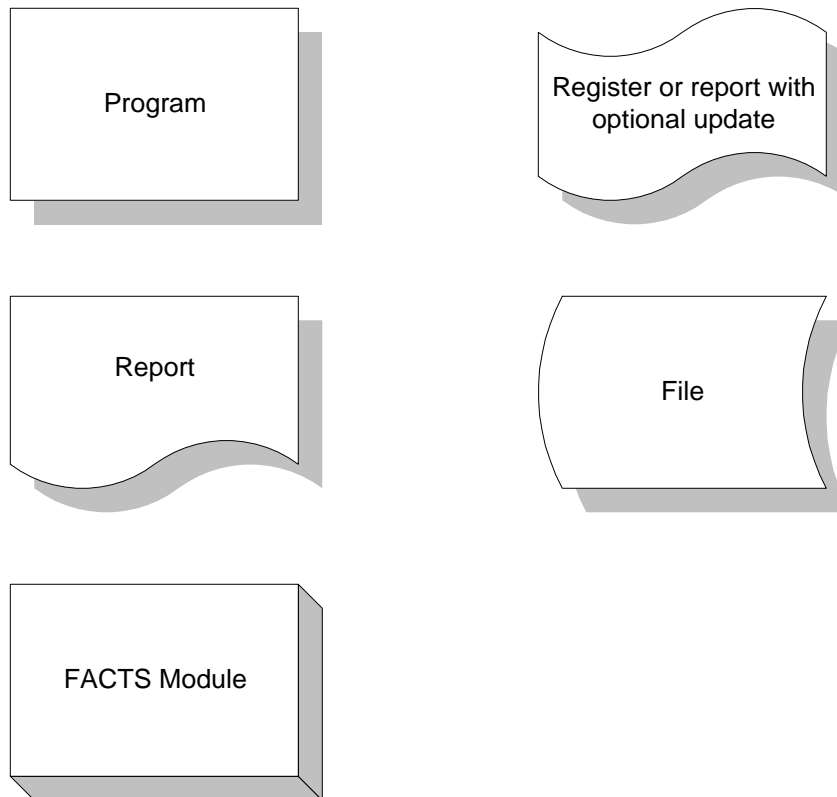 Program
Register or report with
optional update
Report
File
FACTS Module